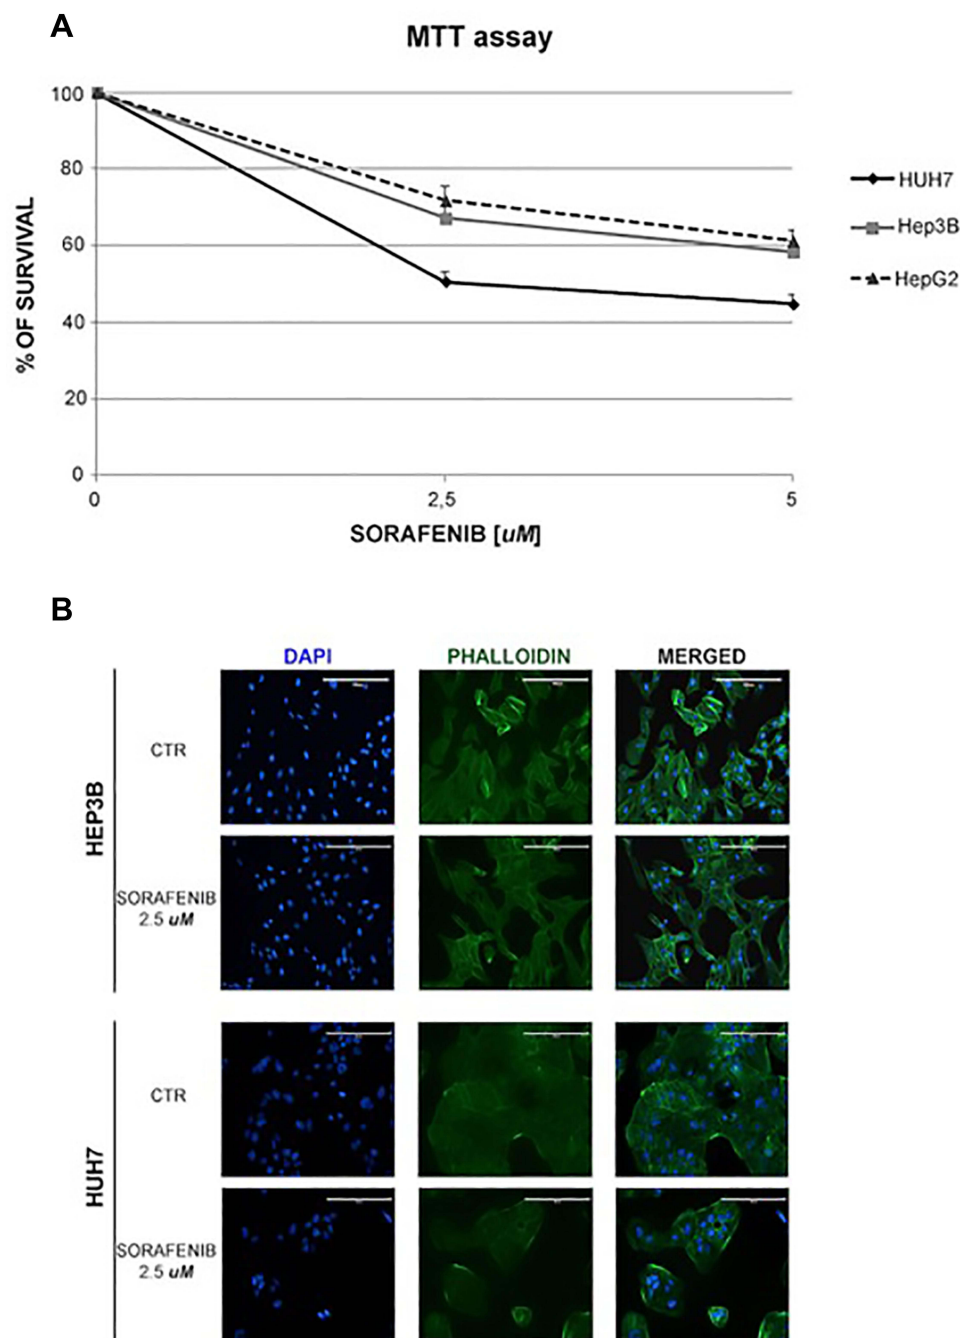 A
MTT assay
100
80
60
40
20
0
% OF SURVIVAL
0
2,5
5
SORAFENIB [uM]
HUH7
Hep3B
HepG2
B
DAPI
PHALLOIDIN
MERGED
HEP3B
CTR
SORAFENIB
2.5 uM
HUH7
CTR
SORAFENIB
2.5 uM